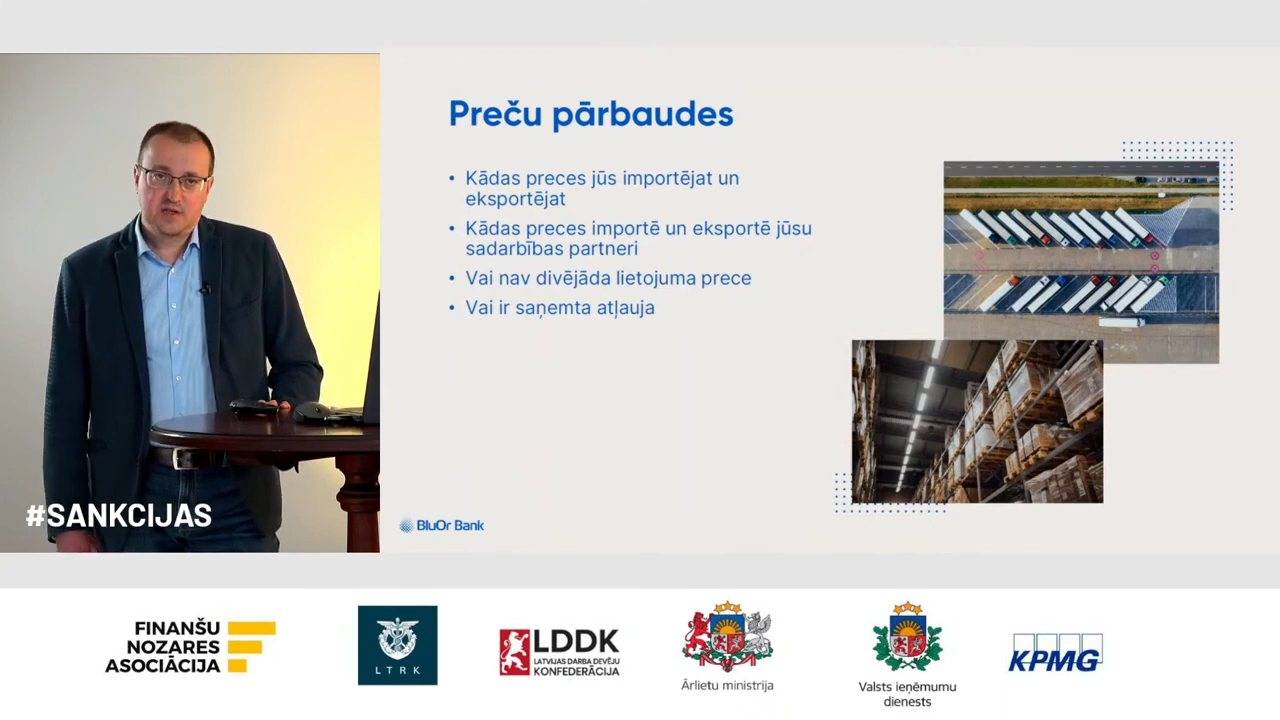 Preču pārbaudes
• Kādas preces jūs importējat un
eksportējat
• Kādas preces importē un eksportē jūsu
sadarbības partneri
• Vai nav divējāda lietojuma prece
• Vai ir saņemta atļauja
#SANKCIJAS
BluOr Bank
FINANŠU
NOZARES
ASOCIĀCIJA
LTRK
LDDK
LATVIJAS DARBA DEVĒJU
KONFEDERĀCIJA
Ārlietu ministrija
Valsts ieņēmumu
dienests
KPMG